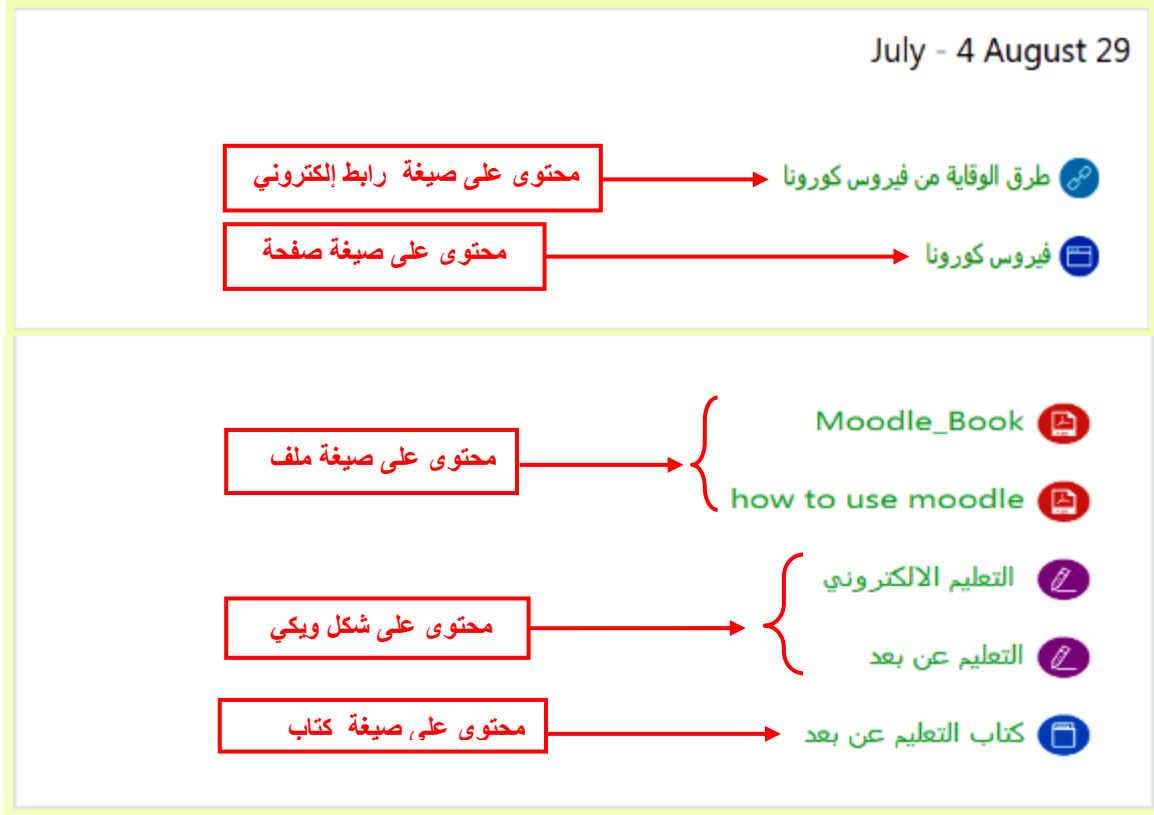 July - 4 August 29
طرق الوقاية من فيروس كورونا
محتوى على صيغة رابط إلكتروني
فيروس كورونا
محتوى على صيغة صفحة
Moodle_Book
محتوى على صيغة ملف
how to use moodle
التعليم الالكتروني
محتوى على شكل ويكي
التعليم عن بعد
كتاب التعليم عن بعد
محتوى على صيغة كتاب